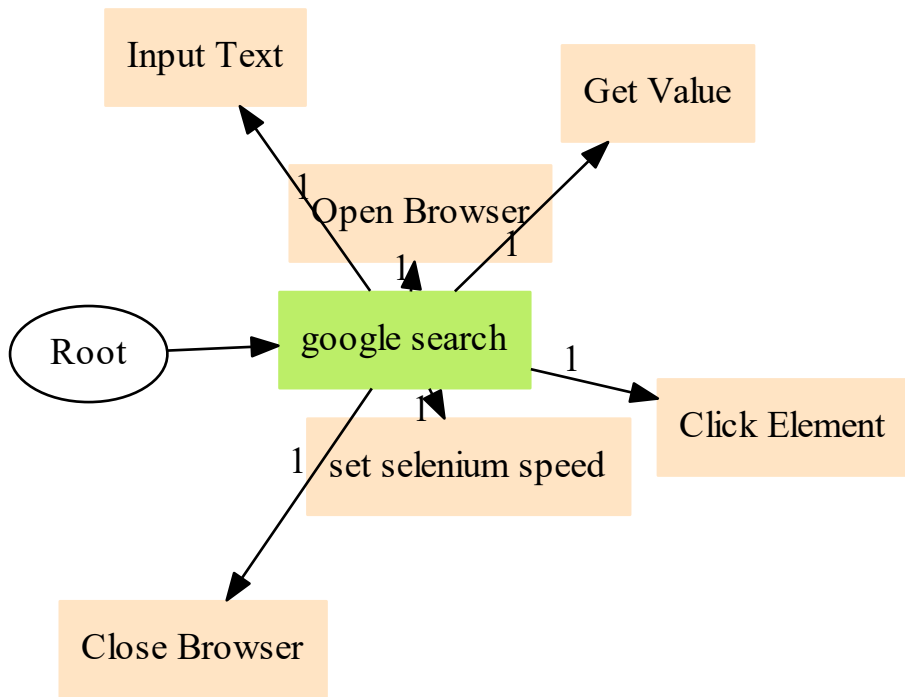 Input Text
Get Value
1
Open Browser
1
1
google search
Root
1
1
Click Element
1
set selenium speed
Close Browser